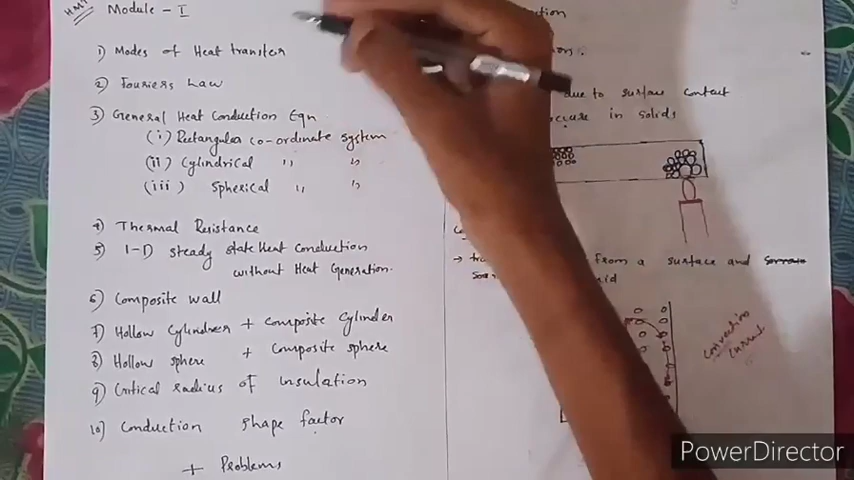 HMT
Module - I
1) Modes of Heat transfer
2) Fouriers Law
3) General Heat Conduction Eqn
(i) Rectangular co-ordinate system
(ii) Cylindrical " "
(iii) Spherical " "
4) Thermal Resistance
5) 1-D steady state Heat Conduction
without Heat Generation.
6) Composite wall
7) Hollow Cylinder + Composite Cylinder
8) Hollow sphere + Composite sphere
9) Critical radius of insulation
10) Conduction shape factor
+ Problems
due to surface contact
in solids
from a surface and
Convection
Current
PowerDirector